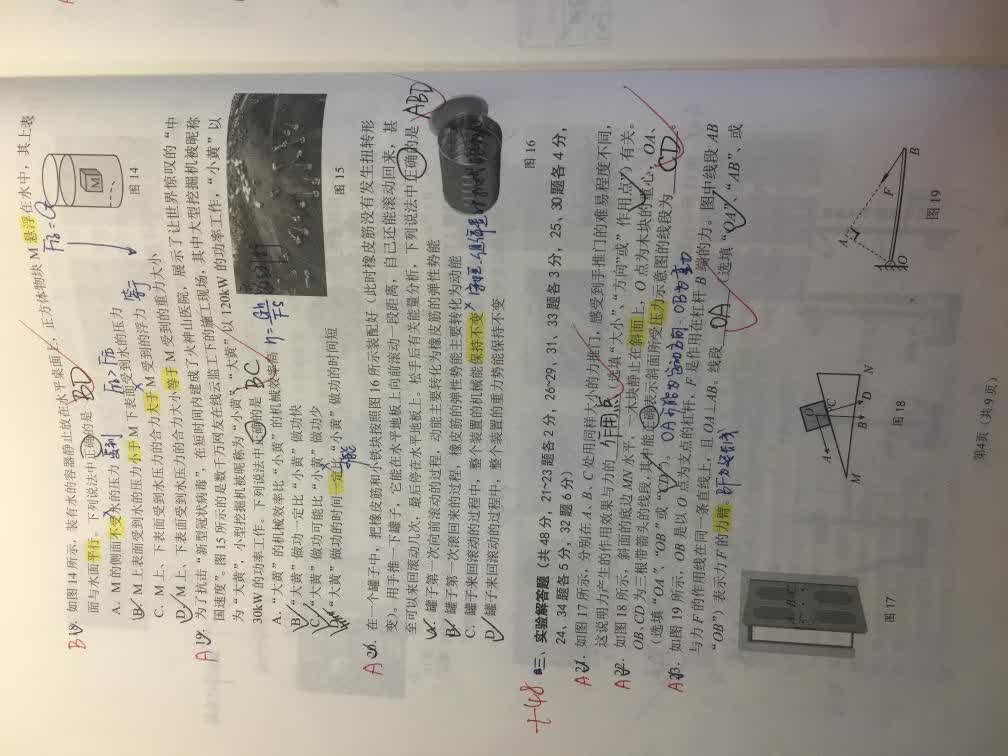 B 18. 如图14所示，装有水的容器静止放在水平桌面上，正方体物块M悬浮在水中，其上表
面与水面平行。下列说法中正确的是 BD
F浮=G
A. M的侧面不受水的压力 F下>F上
B. M上表面受到水的压力小于M下表面受到水的压力
C. M上、下表面受到水压力的合力大于M受到的浮力
D. M上、下表面受到水压力的合力大小等于M受到的重力大小
M
图14
A 19. 为了抗击“新型冠状病毒”，在短时间内建成了火神山医院，展示了让世界惊叹的“中
国速度”。图15所示的是数千万网友在线云监工下的施工现场，其中大型挖掘机被昵称
为“大黄”，小型挖掘机被昵称为“小黄”，“大黄”以120kW的功率工作，“小黄”以
30kW的功率工作。下列说法中正确的是 BC
A. “大黄”的机械效率比“小黄”的机械效率高
B. “大黄”做功一定比“小黄”做功快
C. “大黄”做功可能比“小黄”做功少
D. “大黄”做功的时间一定比“小黄”做功的时间短
可能
图15
A 20. 在一个罐子中，把橡皮筋和小铁块按照图16所示装配好（此时橡皮筋没有发生扭转形
变）。用手推一下罐子，它能在水平地板上向前滚动一段距离，自己还能滚动回来，甚
至可以来回滚动几次，最后停在水平地板上。松手后有关能量分析，下列说法中正确的是 ABD
A. 罐子第一次向前滚动的过程，动能主要转化为橡皮筋的弹性势能
B. 罐子第一次滚回来的过程，橡皮筋的弹性势能主要转化为动能
C. 罐子来回滚动的过程中，整个装置的机械能保持不变
D. 罐子来回滚动的过程中，整个装置的重力势能保持不变
图16
+48
三、实验解答题（共48分，21~23题各2分，26~29、31、33题各3分，25、30题各4分，
24、34题各5分，32题6分）
A 21. 如图17所示，分别在A、B、C处用同样大小的力推门，感受到手推门的难易程度不同，
这说明力产生的作用效果与力的 作用点 （选填“大小”、“方向”或“作用点”）有关。
A 22. 如图18所示，斜面的底边MN水平，一木块静止在斜面上，O点为木块的重心，OA、
OB、CD为三根带箭头的线段，其中能正确表示斜面所受压力示意图的线段为 CD 。
（选填“OA”、“OB”或“CD”）。
A 23. 如图19所示，OB是以O点为支点的杠杆，F是作用在杠杆B端的力。图中线段AB
与力F的作用线在同一条直线上，且OA⊥AB。线段 OA （选填“OA”、“AB”、或
“OB”）表示力F的力臂。
图17
A
O
C
B
D
M
N
图18
A
F
O
B
图19
第4页（共9页）